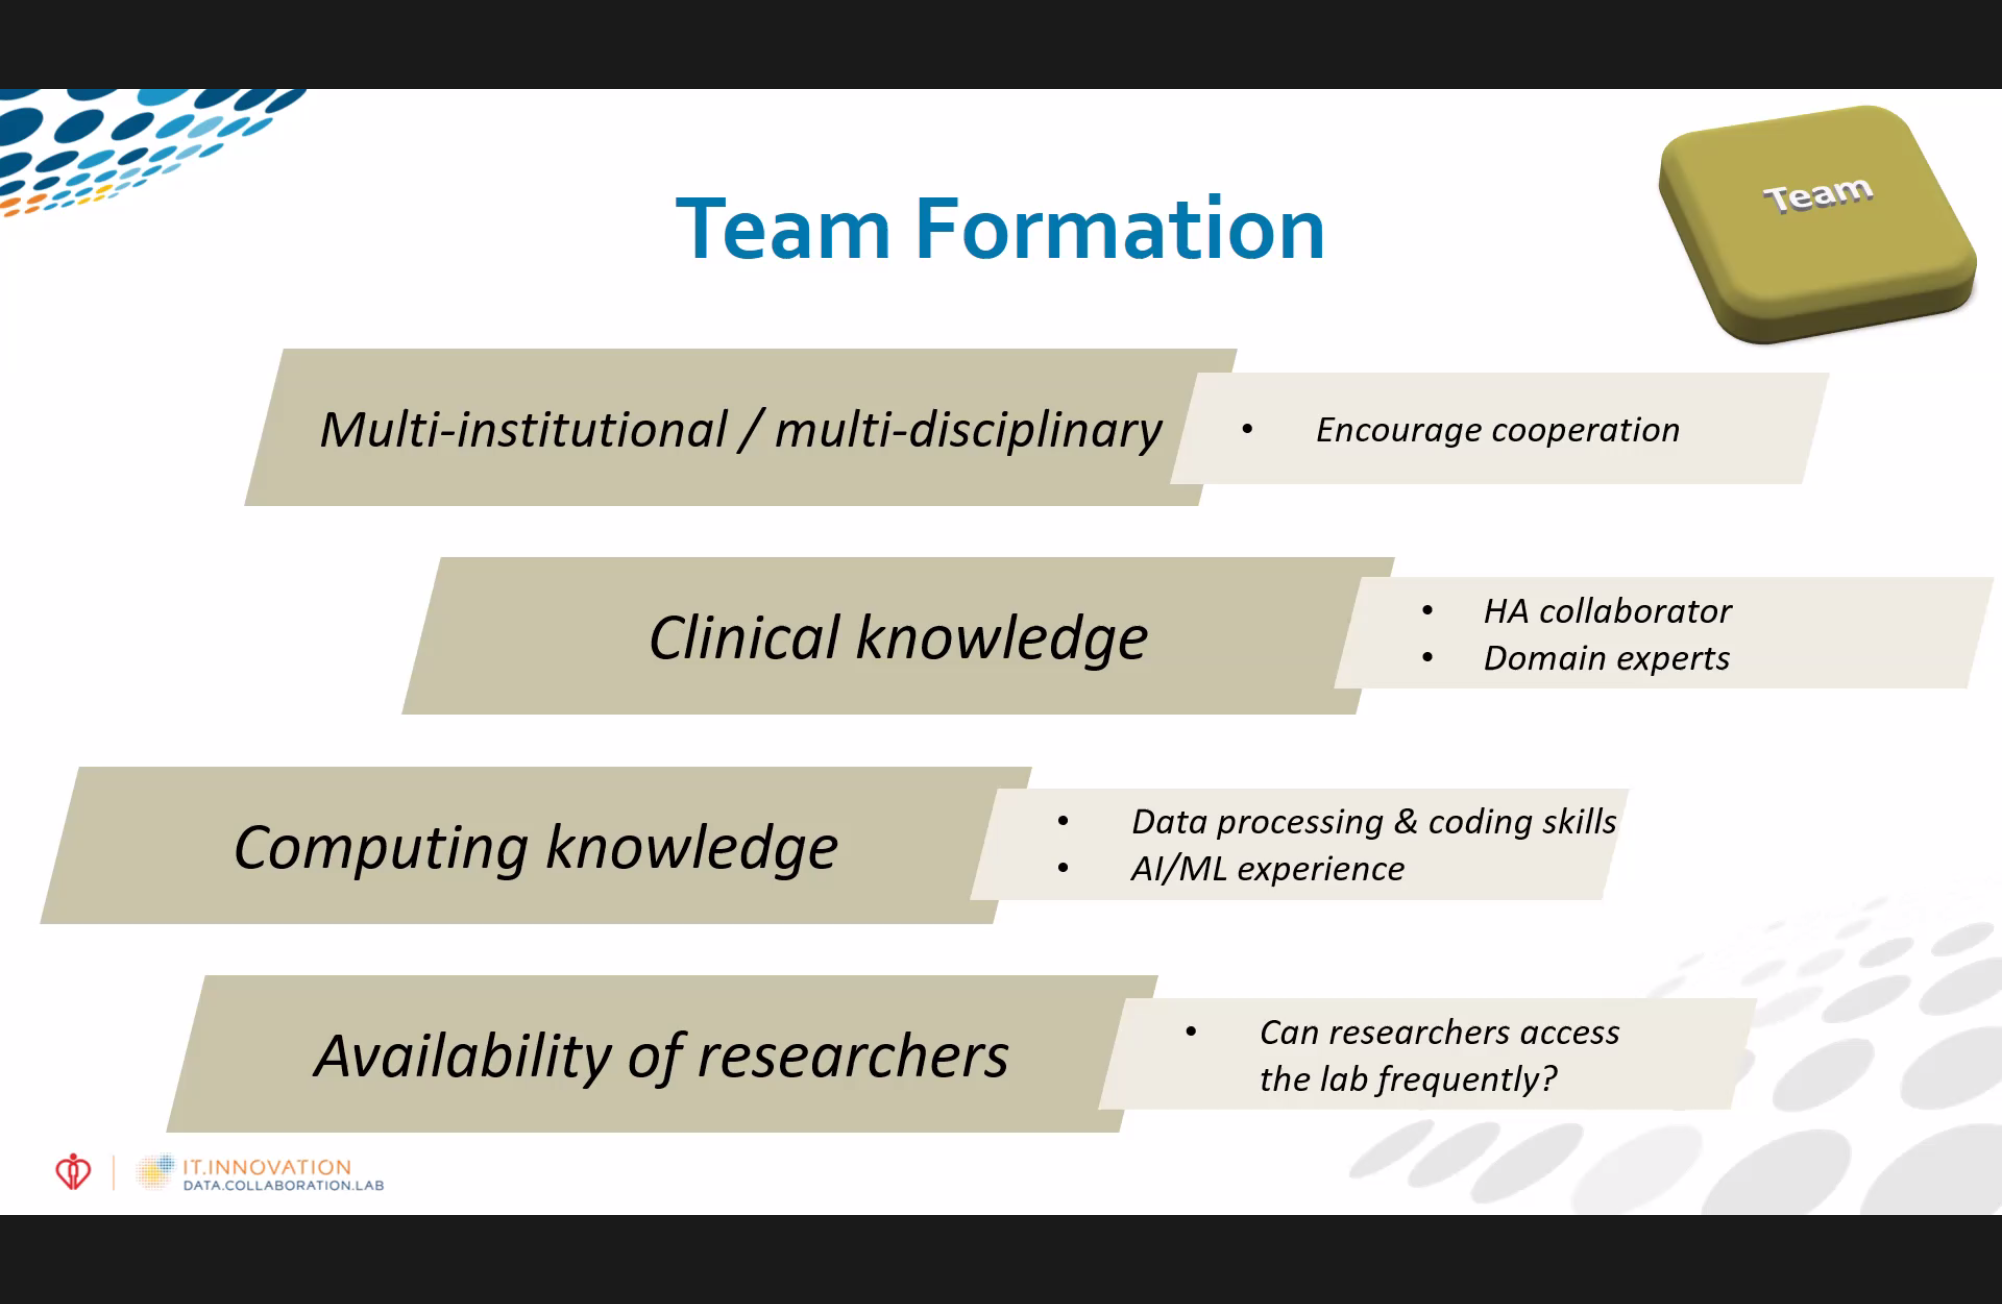 Team
Team Formation
Multi-institutional / multi-disciplinary
• Encourage cooperation
Clinical knowledge
• HA collaborator
• Domain experts
Computing knowledge
• Data processing & coding skills
• AI/ML experience
Availability of researchers
• Can researchers access
the lab frequently?
IT.INNOVATION
DATA.COLLABORATION.LAB